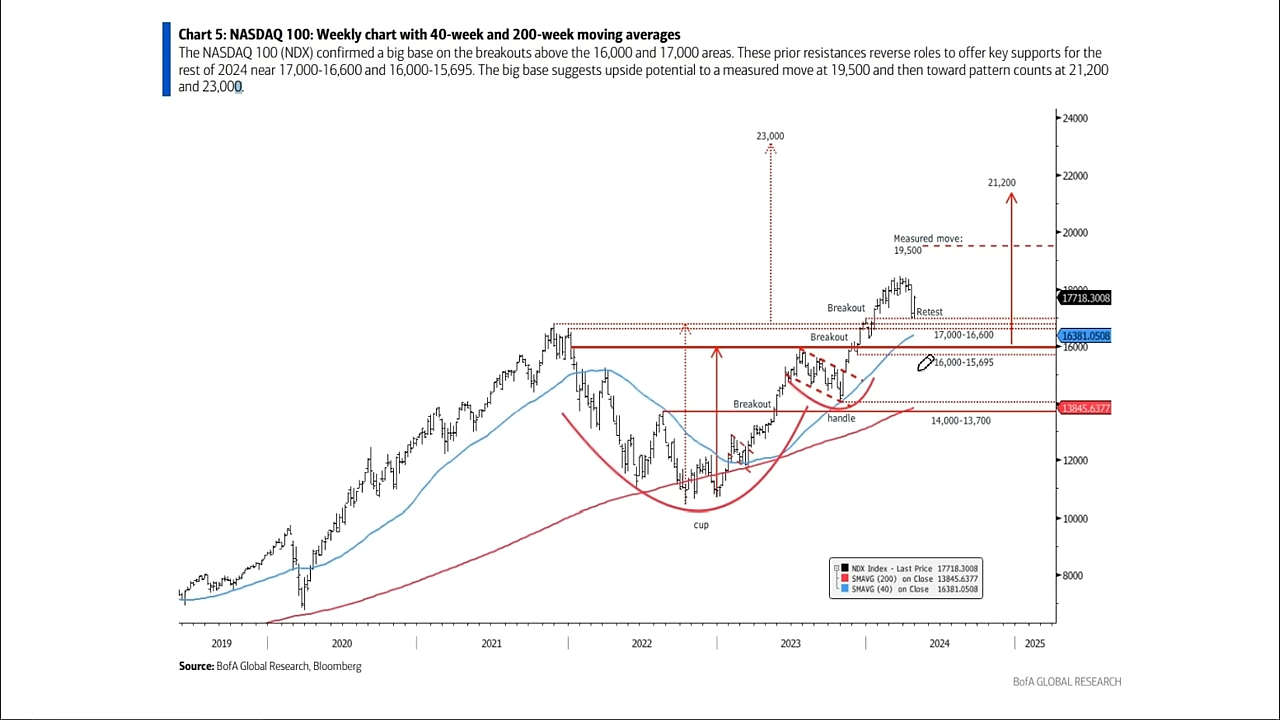 Chart 5: NASDAQ 100: Weekly chart with 40-week and 200-week moving averages
The NASDAQ 100 (NDX) confirmed a big base on the breakouts above the 16,000 and 17,000 areas. These prior resistances reverse roles to offer key supports for the
rest of 2024 near 17,000-16,600 and 16,000-15,695. The big base suggests upside potential to a measured move at 19,500 and then toward pattern counts at 21,200
and 23,000.
24000
23,000
22000
21,200
20000
Measured move:
19,500
18000
17718.3008
Breakout
Retest
17,000-16,600
16381.0508
Breakout
16000
16,000-15,695
Breakout
13845.6377
handle
14,000-13,700
12000
cup
10000
8000
NDX Index - Last Price 17718.3008
SMAVG (200) on Close 13845.6377
SMAVG (40) on Close 16381.0508
2019 2020 2021 2022 2023 2024 2025
Source: BofA Global Research, Bloomberg
BofA GLOBAL RESEARCH